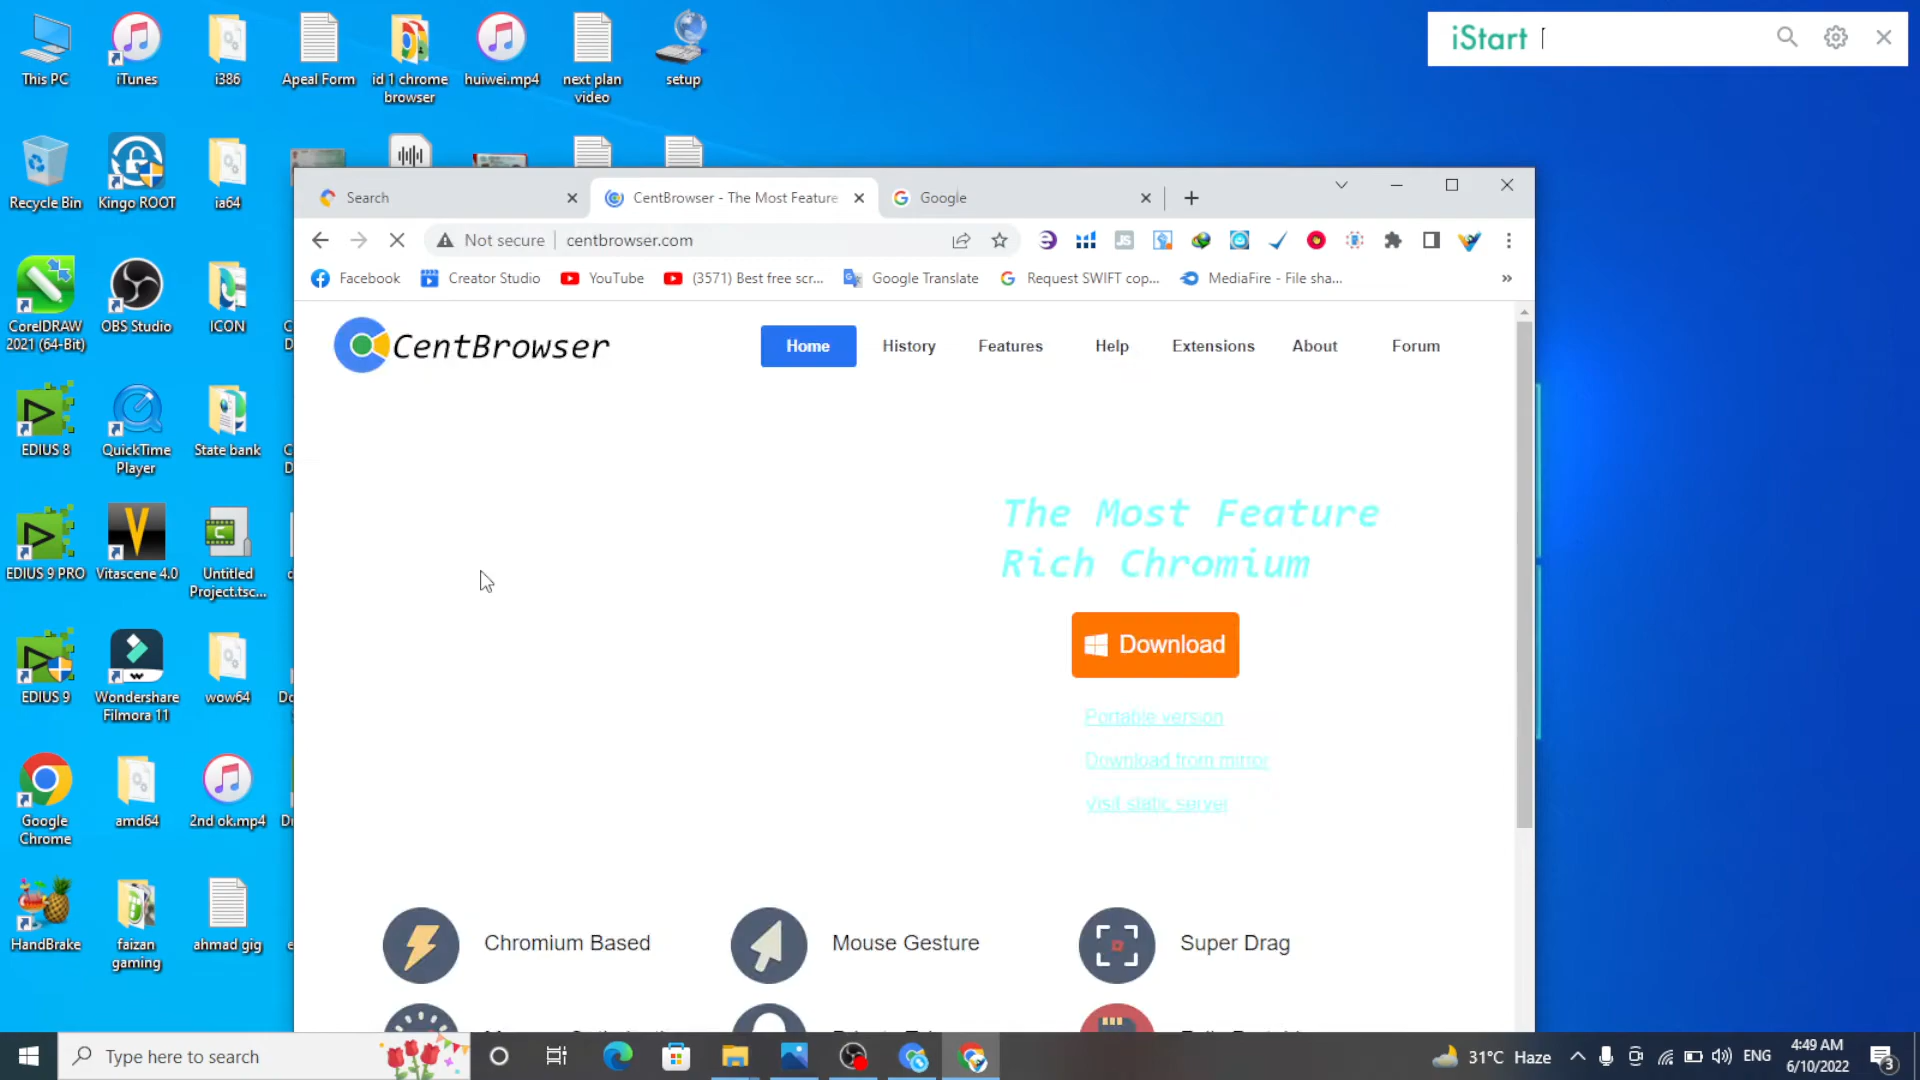 This PC
iTunes
i386
Apeal Form
id 1 chrome
browser
huiwei.mp4
next plan
video
setup
iStart
Recycle Bin
Kingo ROOT
ia64
Search
CentBrowser - The Most Feature
Google
Not secure
centbrowser.com
Facebook
Creator Studio
YouTube
(3571) Best free scr...
Google Translate
Request SWIFT cop...
MediaFire - File sha...
»
CorelDRAW
2021 (64-Bit)
OBS Studio
ICON
CentBrowser
Home
History
Features
Help
Extensions
About
Forum
EDIUS 8
QuickTime
Player
State bank
The Most Feature
Rich Chromium
EDIUS 9 PRO
Vitascene 4.0
Untitled
Project.tsc...
Download
Portable version
Download from mirror
Visit static server
EDIUS 9
Wondershare
Filmora 11
wow64
Google
Chrome
amd64
2nd ok.mp4
HandBrake
faizan
gaming
ahmad gig
Chromium Based
Mouse Gesture
Super Drag
Type here to search
31°C Haze
ENG
4:49 AM
6/10/2022
3